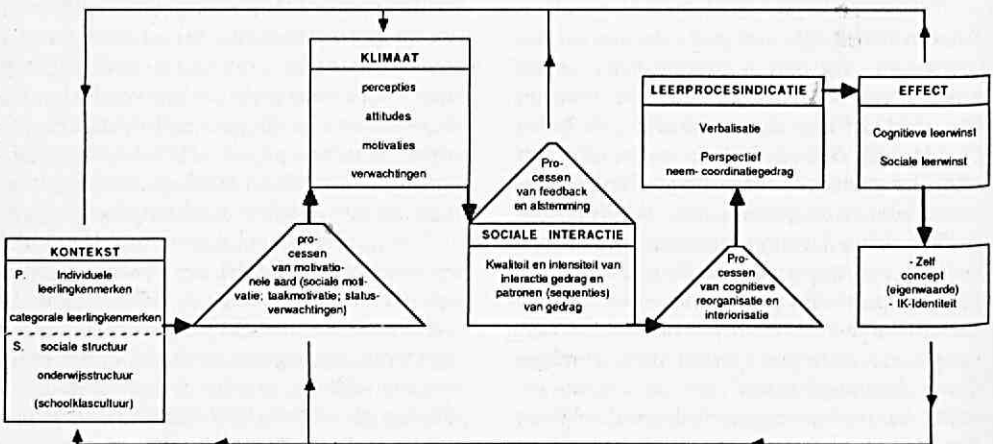 KLIMAAT
percepties
attitudes
motivaties
verwachtingen
LEERPROCESINDICATIE
Verbalisatie
Perspectief
neem- coordinatiegedrag
EFFECT
Cognitieve leerwinst
Sociale leerwinst
Pro-
cessen
van feedback
en afstemming
SOCIALE INTERACTIE
Kwaliteit en intensiteit van
interactie gedrag en
patronen (sequenties)
van gedrag
KONTEKST
P. Individuele
leerlingkenmerken
categorale leerlingkenmerken
S. sociale structuur
onderwijsstructuur
(schoolklascultuur)
pro-
cessen
van motivatio-
nele aard (sociale moti-
vatie; taakmotivatie; status-
verwachtingen)
Pro-
cessen
van cognitieve
reorganisatie en
interiorisatie
- Zelf
concept
(eigenwaarde)
- IK-Identiteit